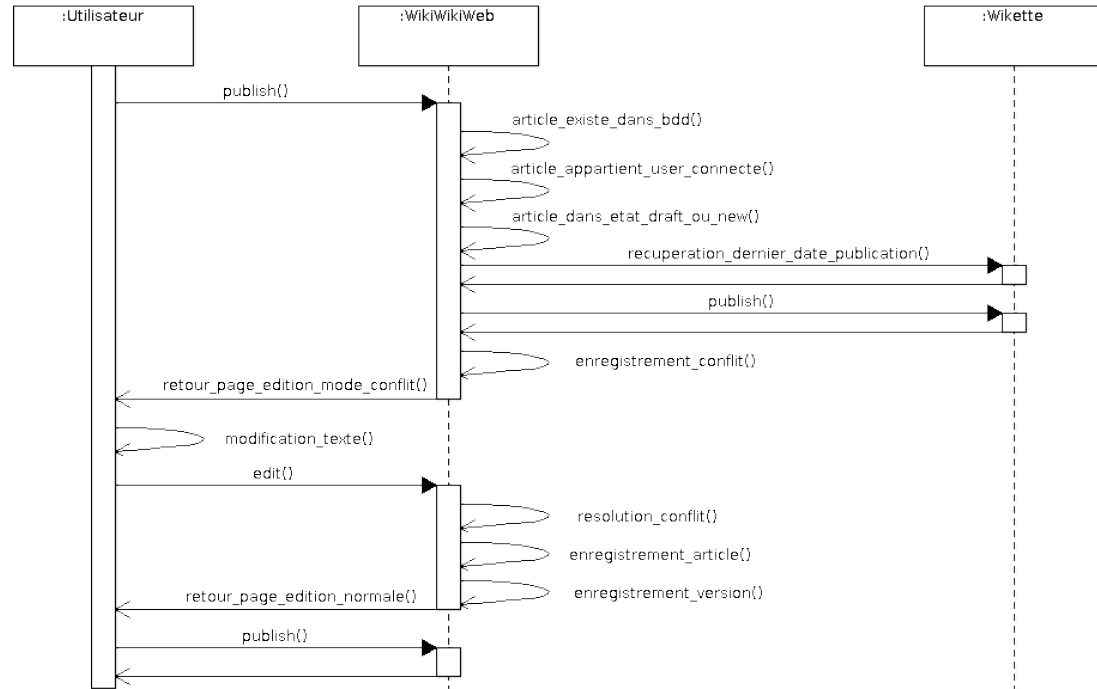 :Utilisateur
:WikiWikiWeb
:Wikette
publish()
article_existe_dans_bdd()
article_appartient_user_connecte()
article_dans_etat_draft_ou_new()
recuperation_dernier_date_publication()
publish()
enregistrement_conflit()
retour_page_edition_mode_conflit()
modification_texte()
edit()
resolution_conflit()
enregistrement_article()
enregistrement_version()
retour_page_edition_normale()
publish()